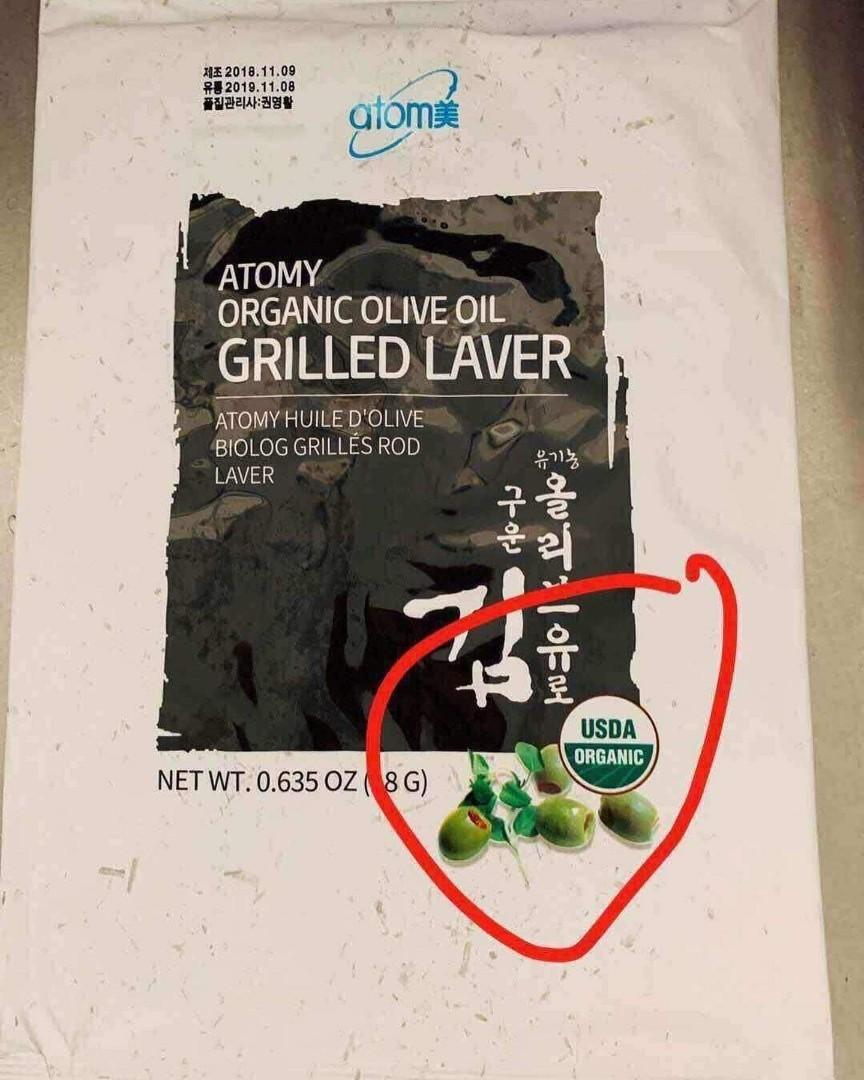 제조 2018.11.09
유통 2019.11.08
품질관리사:권영활
atom美
ATOMY
ORGANIC OLIVE OIL
GRILLED LAVER
ATOMY HUILE D'OLIVE
BIOLOG GRILLÉS ROD
LAVER
유기농
올리브유로
구운
김
USDA
ORGANIC
NET WT. 0.635 OZ ( 8 G)